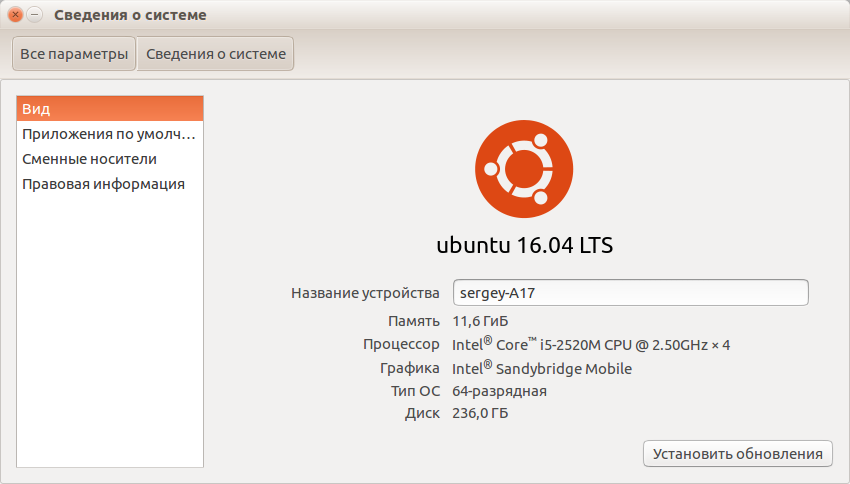 Сведения о системе
Все параметры Сведения о системе
Вид
Приложения по умолч…
Сменные носители
Правовая информация
ubuntu 16.04 LTS
Название устройства sergey-A17
Память 11,6 ГиБ
Процессор Intel® Core™ i5-2520M CPU @ 2.50GHz × 4
Графика Intel® Sandybridge Mobile
Тип ОС 64-разрядная
Диск 236,0 ГБ
Установить обновления